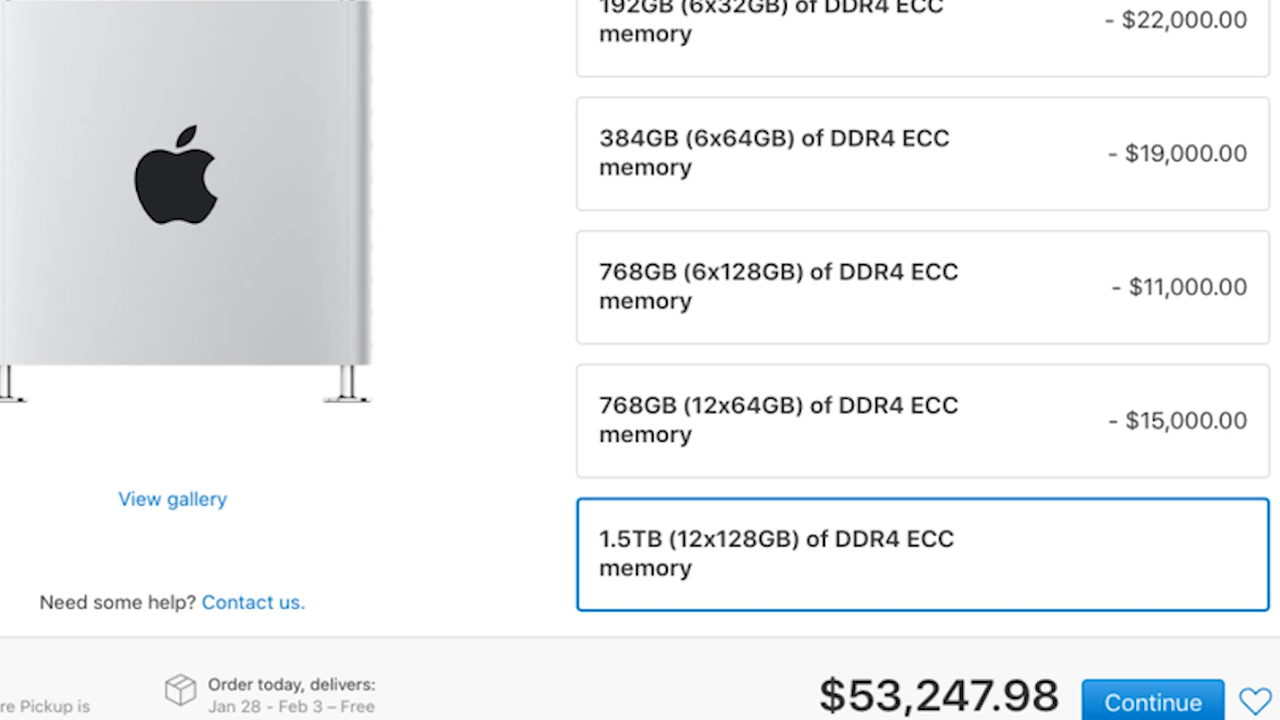 192GB (6x32GB) of DDR4 ECC
memory
- $22,000.00
384GB (6x64GB) of DDR4 ECC
memory
- $19,000.00
768GB (6x128GB) of DDR4 ECC
memory
- $11,000.00
768GB (12x64GB) of DDR4 ECC
memory
- $15,000.00
1.5TB (12x128GB) of DDR4 ECC
memory
View gallery
Need some help? Contact us.
re Pickup is
Order today, delivers:
Jan 28 - Feb 3 – Free
$53,247.98
Continue